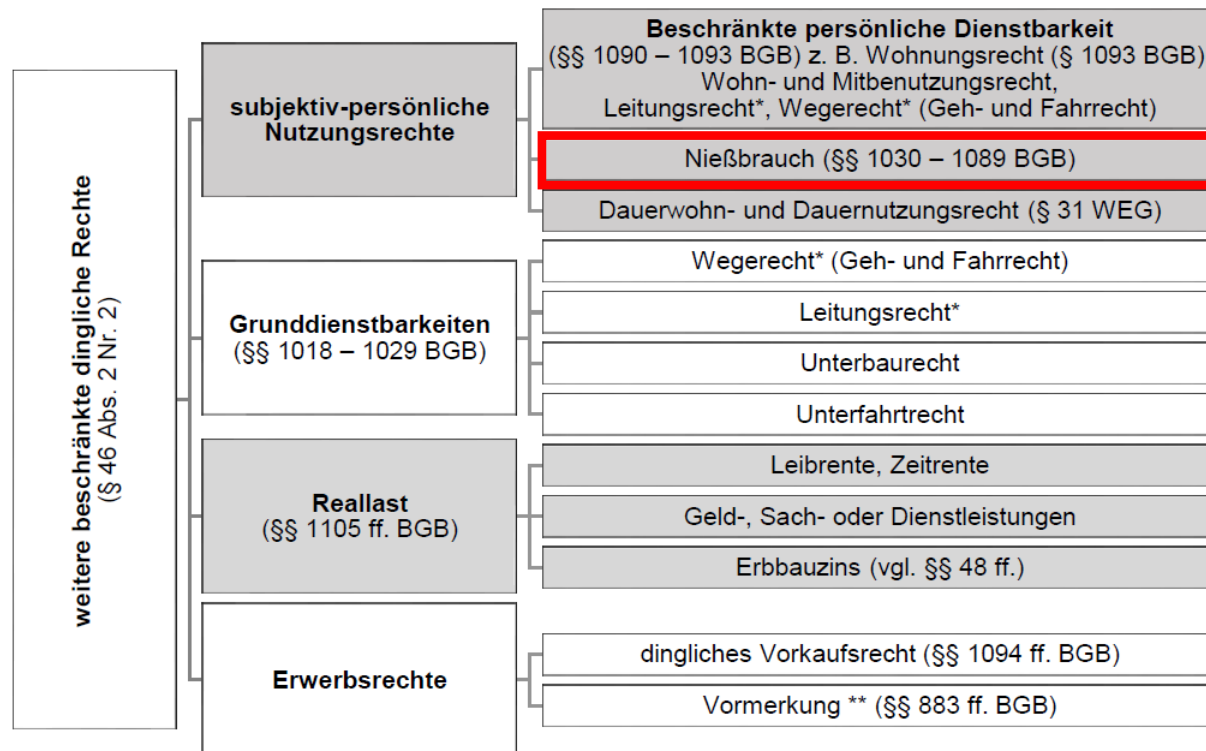 weitere beschränkte dingliche Rechte
(§ 46 Abs. 2 Nr. 2)
subjektiv-persönliche
Nutzungsrechte
Beschränkte persönliche Dienstbarkeit
(§§ 1090 – 1093 BGB) z. B. Wohnungsrecht (§ 1093 BGB)
Wohn- und Mitbenutzungsrecht,
Leitungsrecht*, Wegerecht* (Geh- und Fahrrecht)
Nießbrauch (§§ 1030 – 1089 BGB)
Dauerwohn- und Dauernutzungsrecht (§ 31 WEG)
Grunddienstbarkeiten
(§§ 1018 – 1029 BGB)
Wegerecht* (Geh- und Fahrrecht)
Leitungsrecht*
Unterbaurecht
Unterfahrtrecht
Reallast
(§§ 1105 ff. BGB)
Leibrente, Zeitrente
Geld-, Sach- oder Dienstleistungen
Erbbauzins (vgl. §§ 48 ff.)
Erwerbsrechte
dingliches Vorkaufsrecht (§§ 1094 ff. BGB)
Vormerkung ** (§§ 883 ff. BGB)